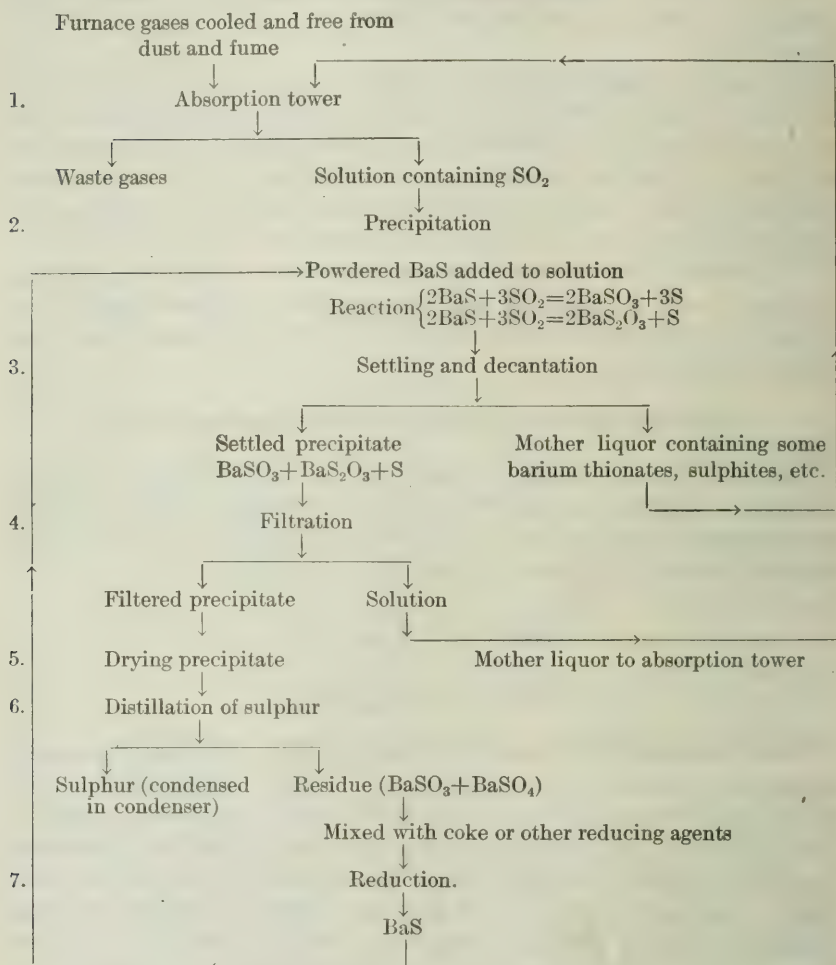 Furnace gases cooled and free from
dust and fume
1. Absorption tower
Waste gases Solution containing SO₂
2. Precipitation
Powdered BaS added to solution
Reaction {2BaS+3SO₂=2BaSO₃+3S
{2BaS+3SO₂=2BaS₂O₃+S
3. Settling and decantation
Settled precipitate Mother liquor containing some
BaSO₃+BaS₂O₃+S barium thionates, sulphites, etc.
4. Filtration
Filtered precipitate Solution
5. Drying precipitate Mother liquor to absorption tower
6. Distillation of sulphur
Sulphur (condensed Residue (BaSO₃+BaSO₄)
in condenser)
Mixed with coke or other reducing agents
7. Reduction.
BaS